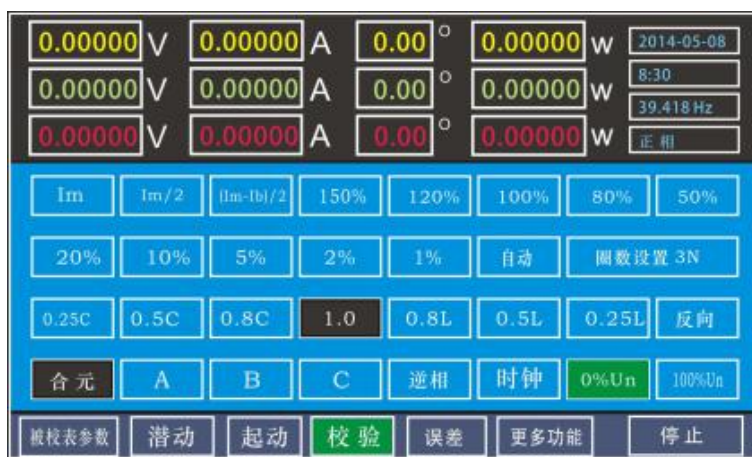 0.00000 V 0.00000 A 0.00 ° 0.00000 W 2014-05-08
0.00000 V 0.00000 A 0.00 ° 0.00000 W 8:30
39.418 Hz
0.00000 V 0.00000 A 0.00 ° 0.00000 W 正相
Im Im/2 (Im-Ib)/2 150% 120% 100% 80% 50%
20% 10% 5% 2% 1% 自动 圈数设置 3N
0.25C 0.5C 0.8C 1.0 0.8L 0.5L 0.25L 反向
合元 A B C 逆相 时钟 0%Un 100%Un
被校表参数 潜动 起动 校验 误差 更多功能 停止